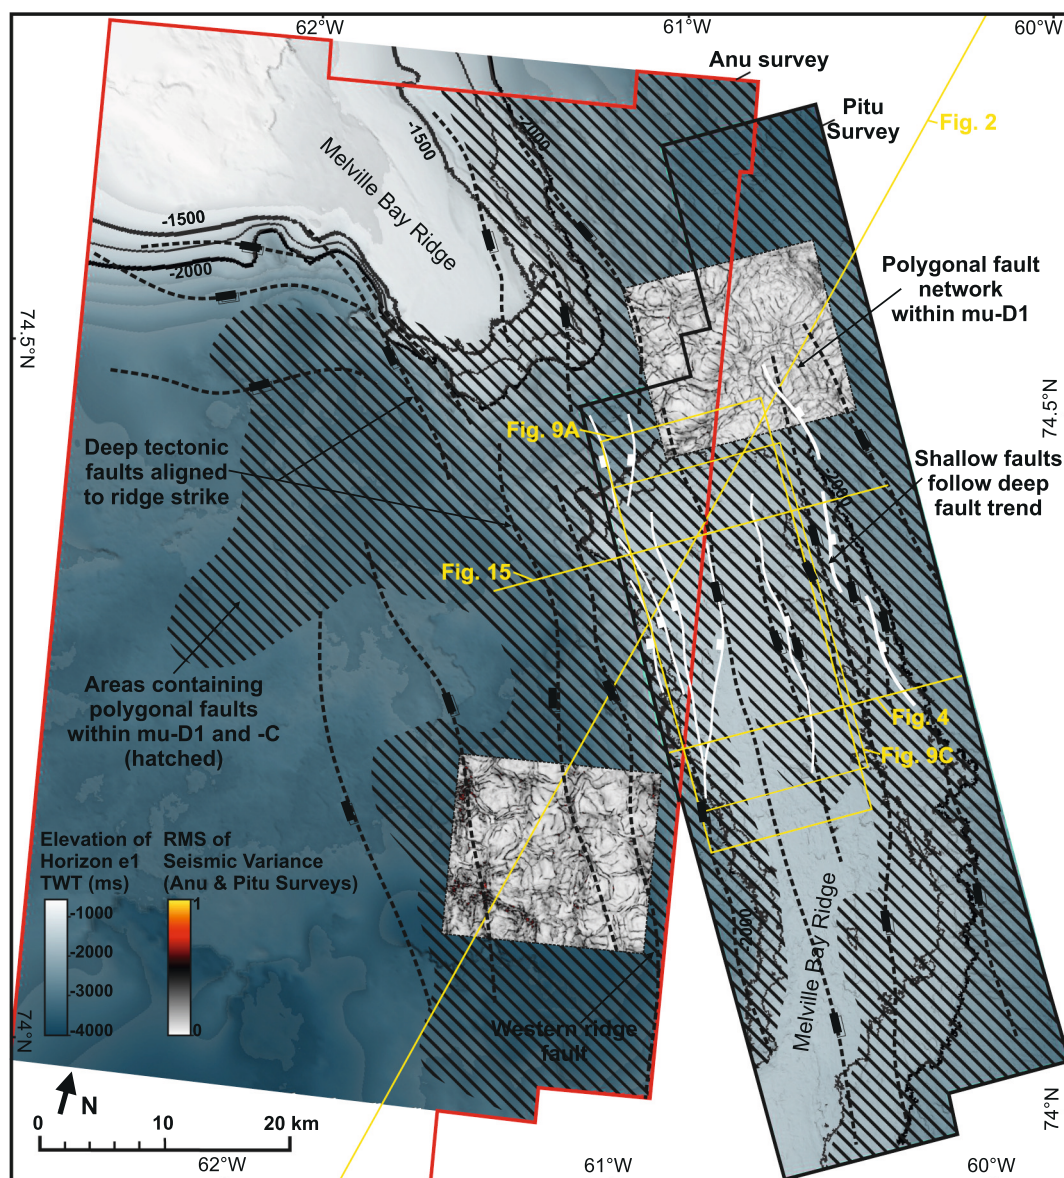 62°W
61°W
60°W
Anu survey
Pitu
Survey
Fig. 2
-1500
-2000
Melville Bay Ridge
-1500
-2000
Polygonal fault
network
within mu-D1
74.5°N
74.5°N
Fig. 9A
Deep tectonic
faults aligned
to ridge strike
Shallow faults
follow deep
fault trend
-2000
Fig. 15
Areas containing
polygonal faults
within mu-D1 and -C
(hatched)
Fig. 4
Fig. 9C
Elevation of
Horizon e1
TWT (ms)
-1000
-2000
-3000
-4000
RMS of
Seismic Variance
(Anu & Pitu Surveys)
1
0
-2000
Melville Bay Ridge
Western ridge
fault
74°N
74°N
N
0
10
20 km
62°W
61°W
60°W